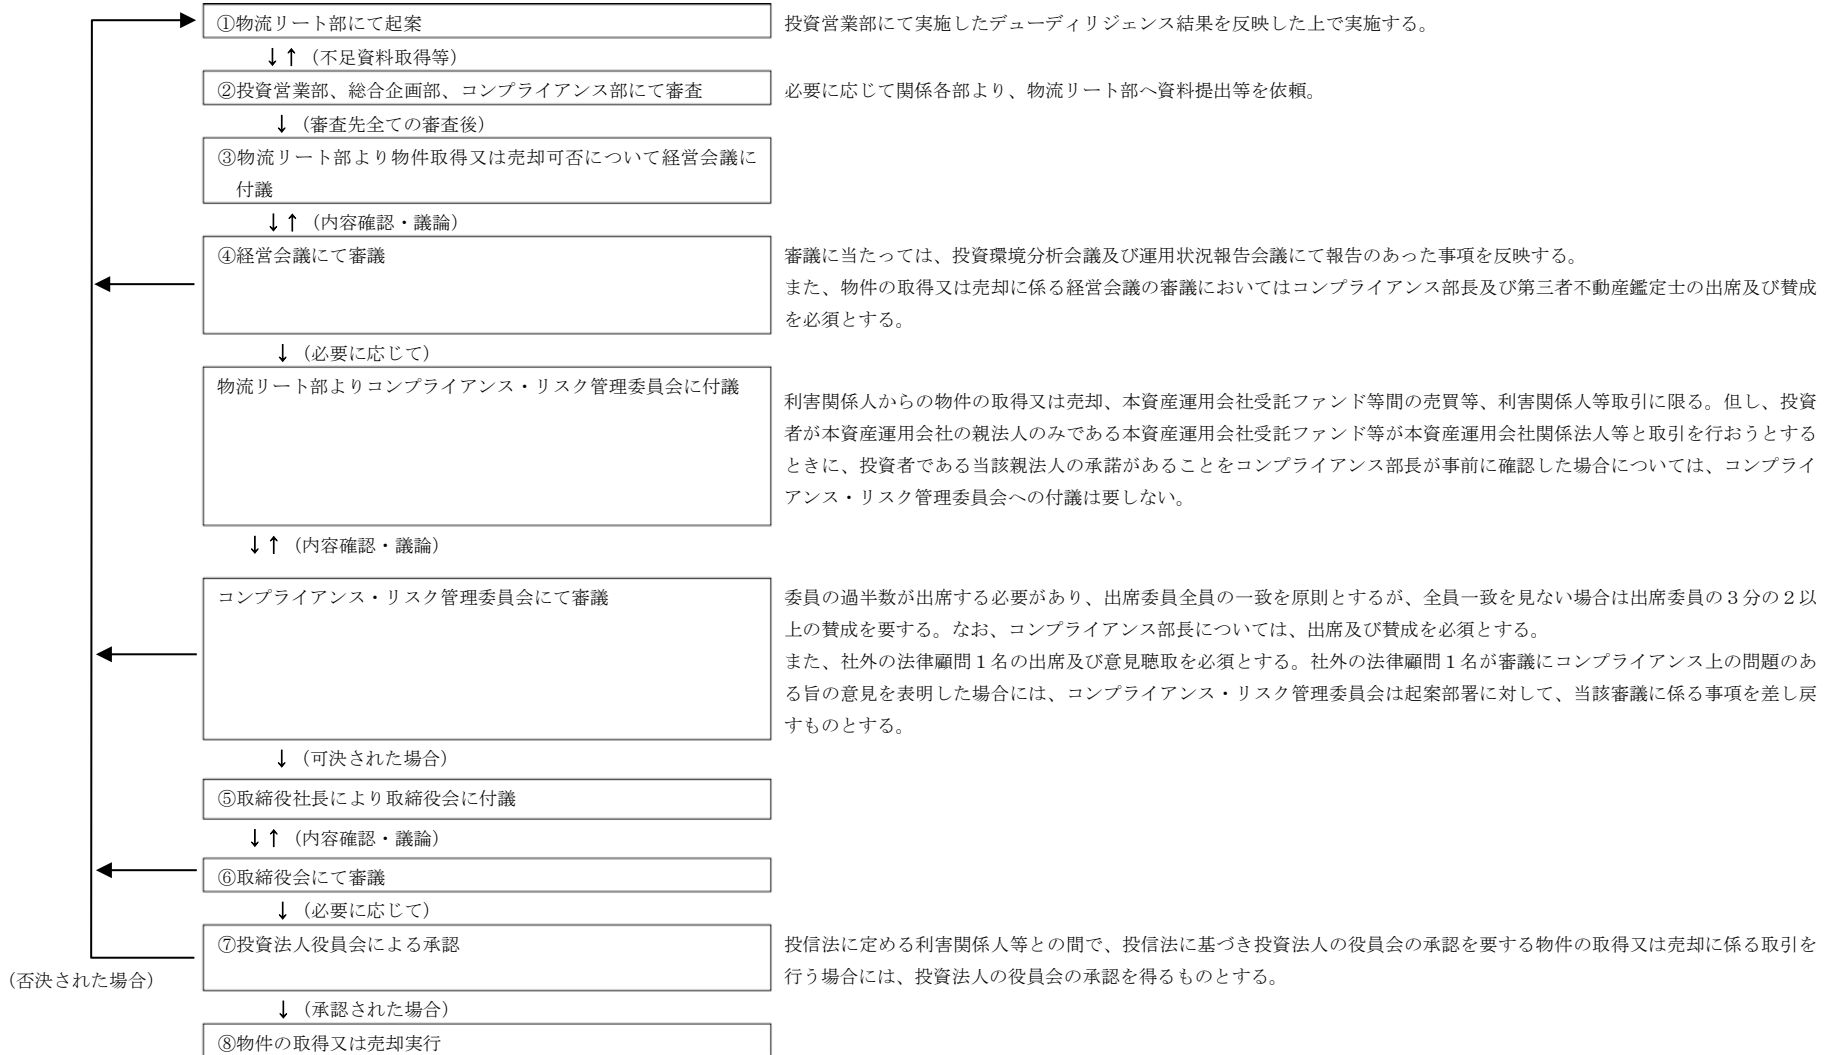 ①物流リート部にて起案
投資営業部にて実施したデューディリジェンス結果を反映した上で実施する。
↓↑（不足資料取得等）
②投資営業部、総合企画部、コンプライアンス部にて審査
必要に応じて関係各部より、物流リート部へ資料提出等を依頼。
↓（審査先全ての審査後）
③物流リート部より物件取得又は売却可否について経営会議に
付議
↓↑（内容確認・議論）
④経営会議にて審議
審議に当たっては、投資環境分析会議及び運用状況報告会議にて報告のあった事項を反映する。
また、物件の取得又は売却に係る経営会議の審議においてはコンプライアンス部長及び第三者不動産鑑定士の出席及び賛成
を必須とする。
↓（必要に応じて）
物流リート部よりコンプライアンス・リスク管理委員会に付議
利害関係人からの物件の取得又は売却、本資産運用会社受託ファンド等間の売買等、利害関係人等取引に限る。但し、投資
者が本資産運用会社の親法人のみである本資産運用会社受託ファンド等が本資産運用会社関係法人等と取引を行おうとする
ときに、投資者である当該親法人の承諾があることをコンプライアンス部長が事前に確認した場合については、コンプライ
アンス・リスク管理委員会への付議は要しない。
↓↑（内容確認・議論）
コンプライアンス・リスク管理委員会にて審議
委員の過半数が出席する必要があり、出席委員全員の一致を原則とするが、全員一致を見ない場合は出席委員の３分の２以
上の賛成を要する。なお、コンプライアンス部長については、出席及び賛成を必須とする。
また、社外の法律顧問１名の出席及び意見聴取を必須とする。社外の法律顧問１名が審議にコンプライアンス上の問題のあ
る旨の意見を表明した場合には、コンプライアンス・リスク管理委員会は起案部署に対して、当該審議に係る事項を差し戻
すものとする。
↓（可決された場合）
⑤取締役社長により取締役会に付議
↓↑（内容確認・議論）
⑥取締役会にて審議
↓（必要に応じて）
⑦投資法人役員会による承認
投信法に定める利害関係人等との間で、投信法に基づき投資法人の役員会の承認を要する物件の取得又は売却に係る取引を
行う場合には、投資法人の役員会の承認を得るものとする。
（否決された場合）
↓（承認された場合）
⑧物件の取得又は売却実行